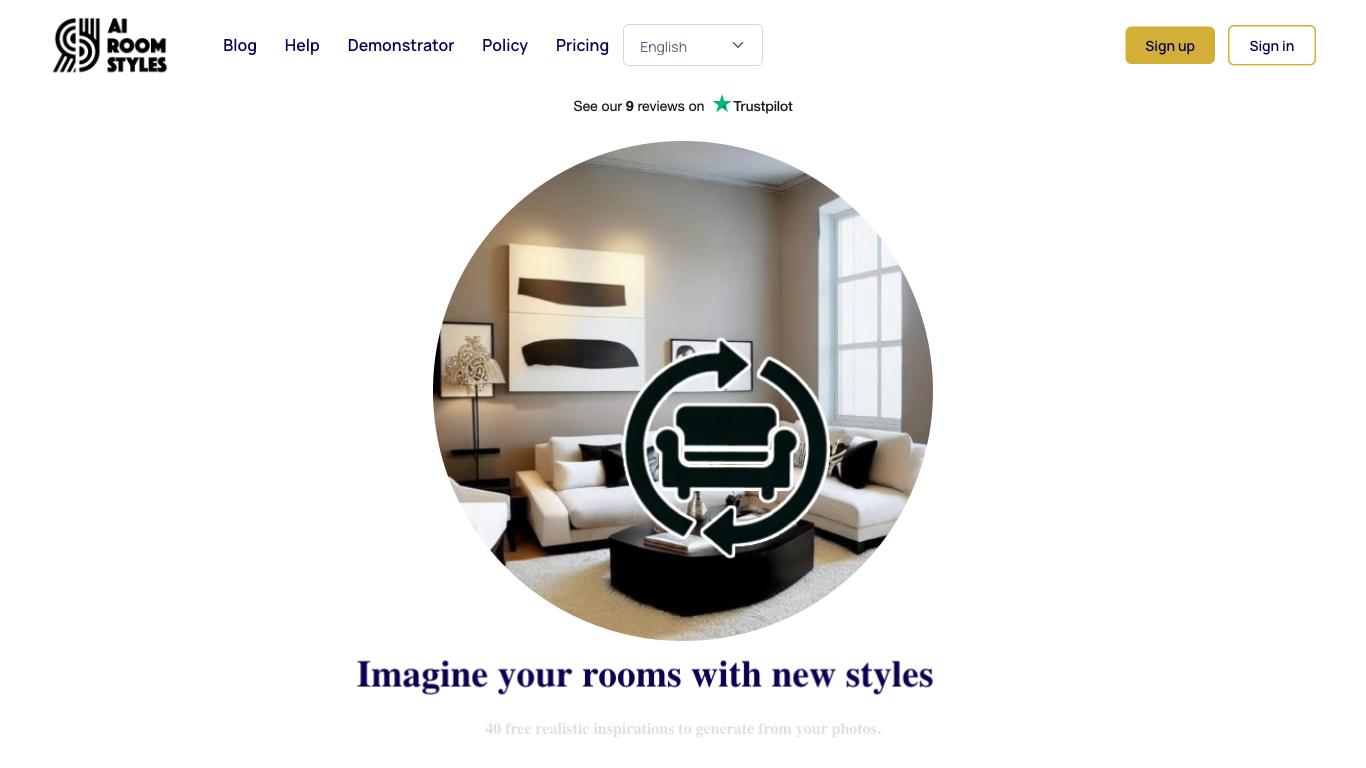 AI
ROOM
STYLES
Blog
Help
Demonstrator
Policy
Pricing
English
Sign up
Sign in
See our 9 reviews on Trustpilot
Imagine your rooms with new styles
40 free realistic inspirations to generate from your photos.